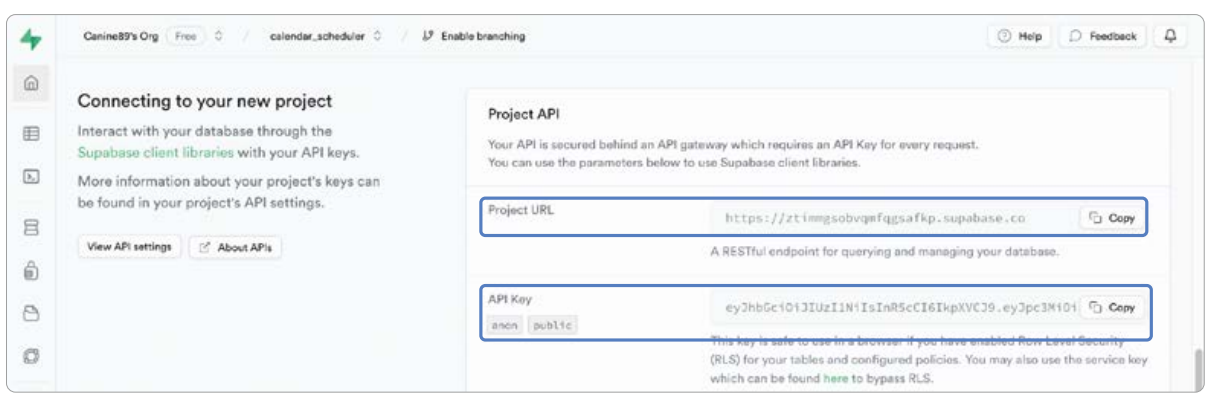 Canine89's Org Free / calendar_scheduler / Enable branching
Help Feedback
Connecting to your new project
Interact with your database through the
Supabase client libraries with your API keys.
More information about your project's keys can
be found in your project's API settings.
View API settings About APIs
Project API
Your API is secured behind an API gateway which requires an API Key for every request.
You can use the parameters below to use Supabase client libraries.
Project URL
https://ztimmgsobvqmfqgsafkp.supabase.co Copy
A RESTful endpoint for querying and managing your database.
API Key
anon public
eyJhbGciOiJIUzI1NiIsInR5cCI6IkpXVCJ9.eyJpc3MiOi Copy
This key is safe to use in a browser if you have enabled Row Level Security
(RLS) for your tables and configured policies. You may also use the service key
which can be found here to bypass RLS.